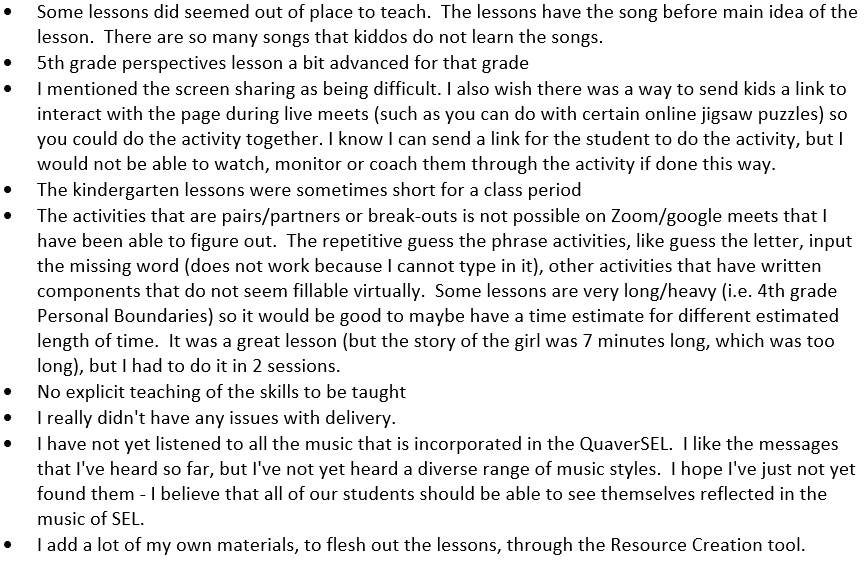 • Some lessons did seemed out of place to teach.  The lessons have the song before main idea of the
lesson.  There are so many songs that kiddos do not learn the songs.
• 5th grade perspectives lesson a bit advanced for that grade
• I mentioned the screen sharing as being difficult. I also wish there was a way to send kids a link to
interact with the page during live meets (such as you can do with certain online jigsaw puzzles) so
you could do the activity together. I know I can send a link for the student to do the activity, but I
would not be able to watch, monitor or coach them through the activity if done this way.
• The kindergarten lessons were sometimes short for a class period
• The activities that are pairs/partners or break-outs is not possible on Zoom/google meets that I
have been able to figure out.  The repetitive guess the phrase activities, like guess the letter, input
the missing word (does not work because I cannot type in it), other activities that have written
components that do not seem fillable virtually.  Some lessons are very long/heavy (i.e. 4th grade
Personal Boundaries) so it would be good to maybe have a time estimate for different estimated
length of time.  It was a great lesson (but the story of the girl was 7 minutes long, which was too
long), but I had to do it in 2 sessions.
• No explicit teaching of the skills to be taught
• I really didn't have any issues with delivery.
• I have not yet listened to all the music that is incorporated in the QuaverSEL.  I like the messages
that I've heard so far, but I've not yet heard a diverse range of music styles.  I hope I've just not yet
found them - I believe that all of our students should be able to see themselves reflected in the
music of SEL.
• I add a lot of my own materials, to flesh out the lessons, through the Resource Creation tool.